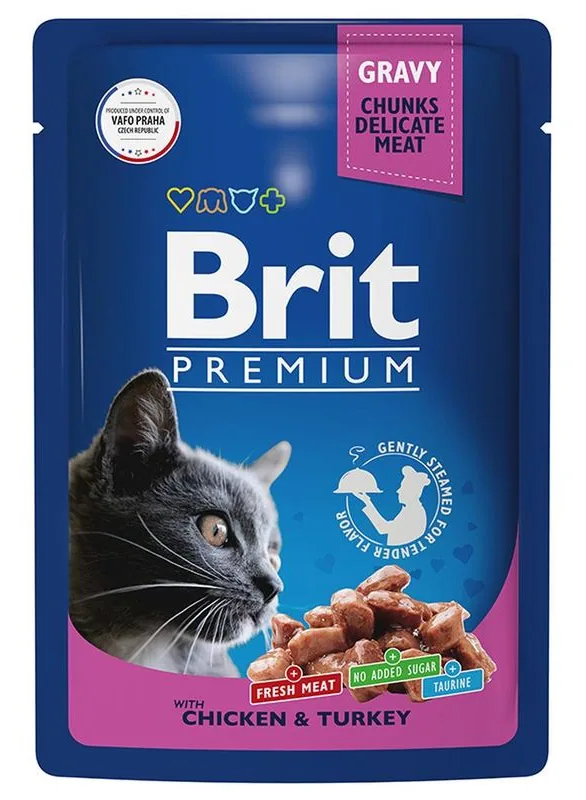 PRODUCED UNDER CONTROL OF
VAFO PRAHA
CZECH REPUBLIC
GRAVY
CHUNKS
DELICATE
MEAT
Brit
PREMIUM
GENTLY STEAMED FOR TENDER FLAVOR
FRESH MEAT
NO ADDED SUGAR
TAURINE
WITH
CHICKEN & TURKEY